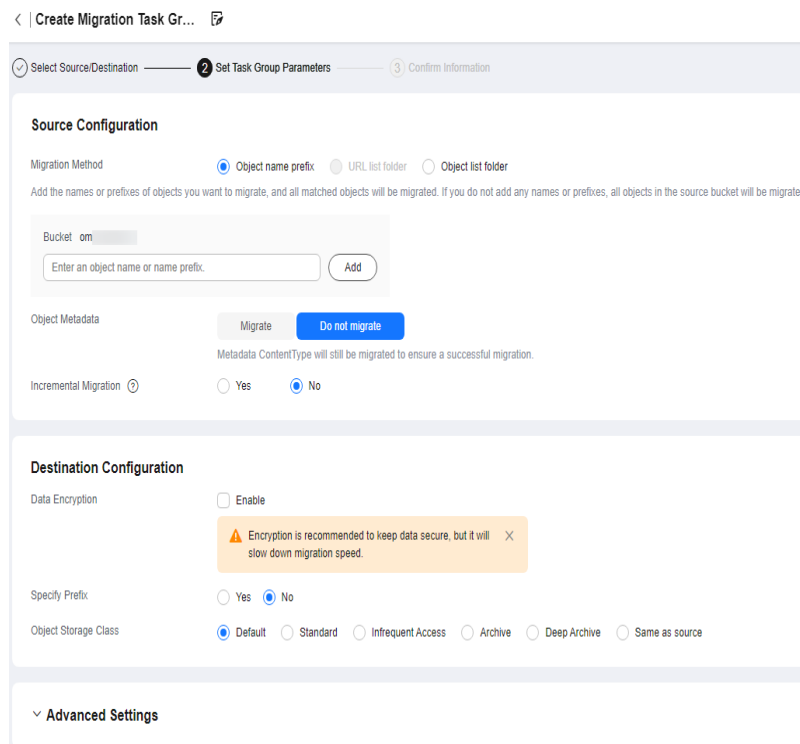 Create Migration Task Gr...
Select Source/Destination
2 Set Task Group Parameters
3 Confirm Information
Source Configuration
Migration Method
Object name prefix URL list folder Object list folder
Add the names or prefixes of objects you want to migrate, and all matched objects will be migrated. If you do not add any names or prefixes, all objects in the source bucket will be migrate
Bucket om
Enter an object name or name prefix. Add
Object Metadata
Migrate Do not migrate
Metadata ContentType will still be migrated to ensure a successful migration.
Incremental Migration ? Yes No
Destination Configuration
Data Encryption Enable
Encryption is recommended to keep data secure, but it will
slow down migration speed.
Specify Prefix Yes No
Object Storage Class Default Standard Infrequent Access Archive Deep Archive Same as source
Advanced Settings